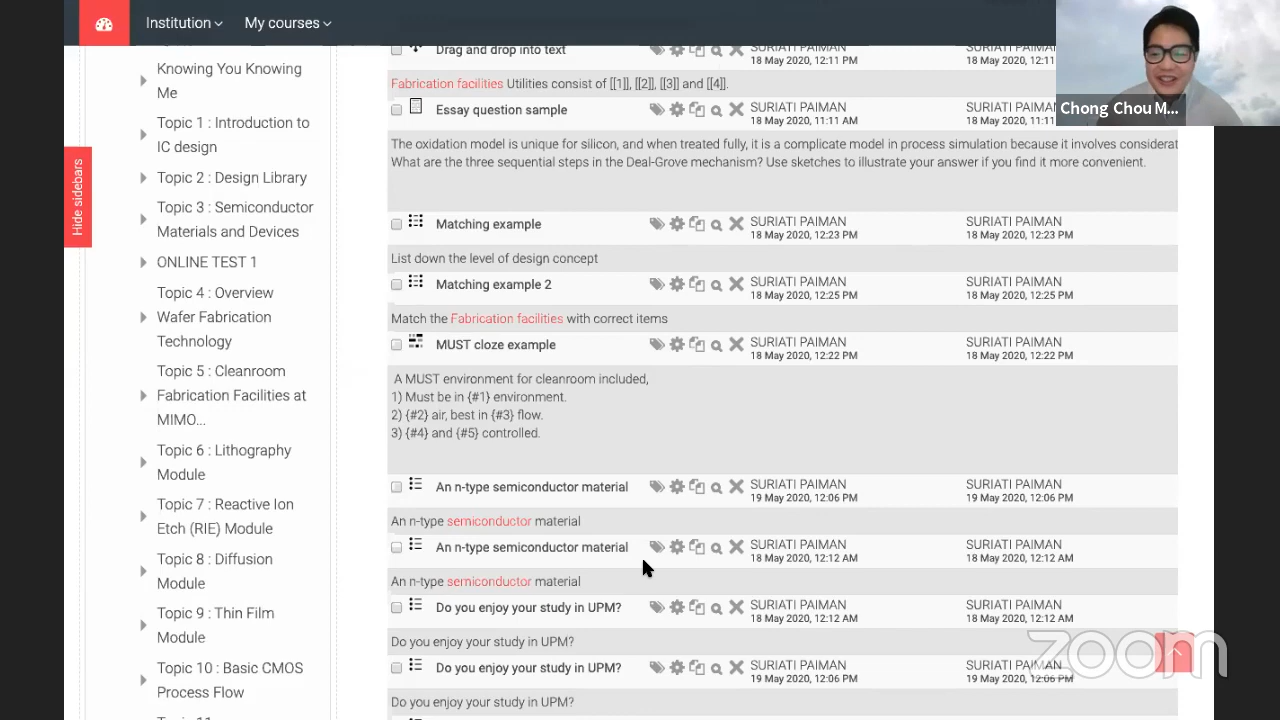 Institution
My courses
Chong Chou M...
Hide sidebars
Knowing You Knowing
Me
Topic 1 : Introduction to
IC design
Topic 2 : Design Library
Topic 3 : Semiconductor
Materials and Devices
ONLINE TEST 1
Topic 4 : Overview
Wafer Fabrication
Technology
Topic 5 : Cleanroom
Fabrication Facilities at
MIMO...
Topic 6 : Lithography
Module
Topic 7 : Reactive Ion
Etch (RIE) Module
Topic 8 : Diffusion
Module
Topic 9 : Thin Film
Module
Topic 10 : Basic CMOS
Process Flow
Topic 11
Drag and drop into text
SURIATI PAIMAN
18 May 2020, 12:11 PM
SURIATI PAIMAN
18 May 2020, 12:11
Fabrication facilities Utilities consist of [[1]], [[2]], [[3]] and [[4]].
Essay question sample
SURIATI PAIMAN
18 May 2020, 11:11 AM
SURIATI PAIMAN
18 May 2020, 11:11
The oxidation model is unique for silicon, and when treated fully, it is a complicate model in process simulation because it involves considerat
What are the three sequential steps in the Deal-Grove mechanism? Use sketches to illustrate your answer if you find it more convenient.
Matching example
SURIATI PAIMAN
18 May 2020, 12:23 PM
SURIATI PAIMAN
18 May 2020, 12:23 PM
List down the level of design concept
Matching example 2
SURIATI PAIMAN
18 May 2020, 12:25 PM
SURIATI PAIMAN
18 May 2020, 12:25 PM
Match the Fabrication facilities with correct items
MUST cloze example
SURIATI PAIMAN
18 May 2020, 12:22 PM
SURIATI PAIMAN
18 May 2020, 12:22 PM
A MUST environment for cleanroom included,
1) Must be in {#1} environment.
2) {#2} air, best in {#3} flow.
3) {#4} and {#5} controlled.
An n-type semiconductor material
SURIATI PAIMAN
19 May 2020, 12:06 PM
SURIATI PAIMAN
19 May 2020, 12:06 PM
An n-type semiconductor material
An n-type semiconductor material
SURIATI PAIMAN
18 May 2020, 12:12 AM
SURIATI PAIMAN
18 May 2020, 12:12 AM
An n-type semiconductor material
Do you enjoy your study in UPM?
SURIATI PAIMAN
18 May 2020, 12:12 AM
SURIATI PAIMAN
18 May 2020, 12:12 AM
Do you enjoy your study in UPM?
Do you enjoy your study in UPM?
SURIATI PAIMAN
19 May 2020, 12:06 PM
SURIATI PAIMAN
19 May 2020, 12:06 PM
Do you enjoy your study in UPM?
zoom